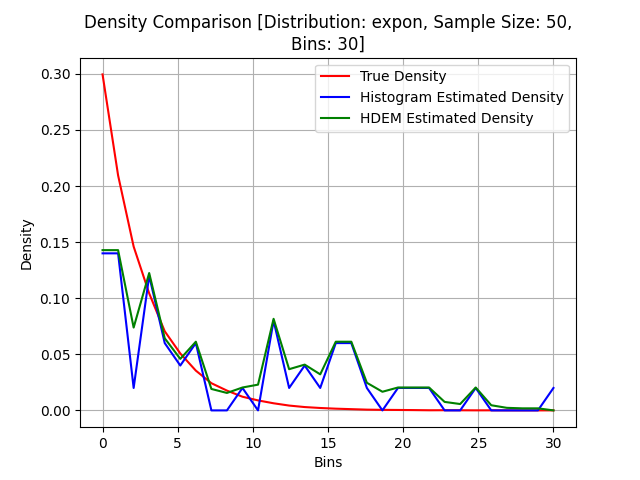 Density Comparison [Distribution: expon, Sample Size: 50,
Bins: 30]
True Density
Histogram Estimated Density
HDEM Estimated Density
Density
0.30
0.25
0.20
0.15
0.10
0.05
0.00
0 5 10 15 20 25 30
Bins